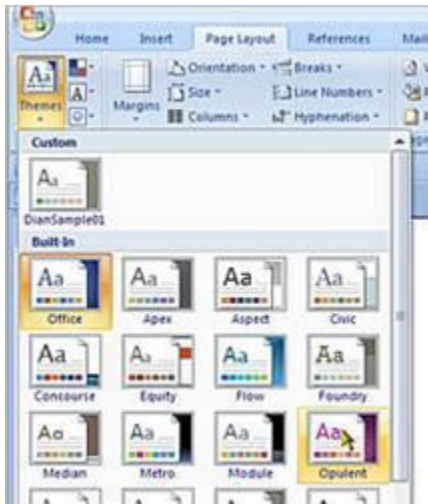 Home Insert Page Layout References Maili
Orientation Breaks
Aa Size Line Numbers
Themes A Margins Columns Hyphenation
Custom
Aa
DianSample01
Built-In
Aa Aa Aa Aa
Office Apex Aspect Civic
Aa Aa Aa Aa
Concourse Equity Flow Foundry
Aa Aa Aa Aa
Median Metro Module Opulent